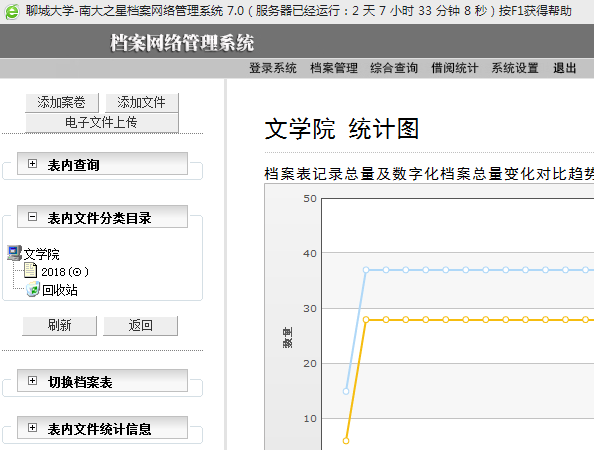 聊城大学-南大之星档案网络管理系统 7.0（服务器已经运行：2 天 7 小时 33 分钟 8 秒）按F1获得帮助
档案网络管理系统
登录系统 档案管理 综合查询 借阅统计 系统设置 退出
添加案卷 添加文件
电子文件上传
表内查询
表内文件分类目录
文学院
2018 (⊙)
回收站
刷新 返回
切换档案表
表内文件统计信息
文学院 统计图
档案表记录总量及数字化档案总量变化对比趋势
50
40
30
20
10
数量